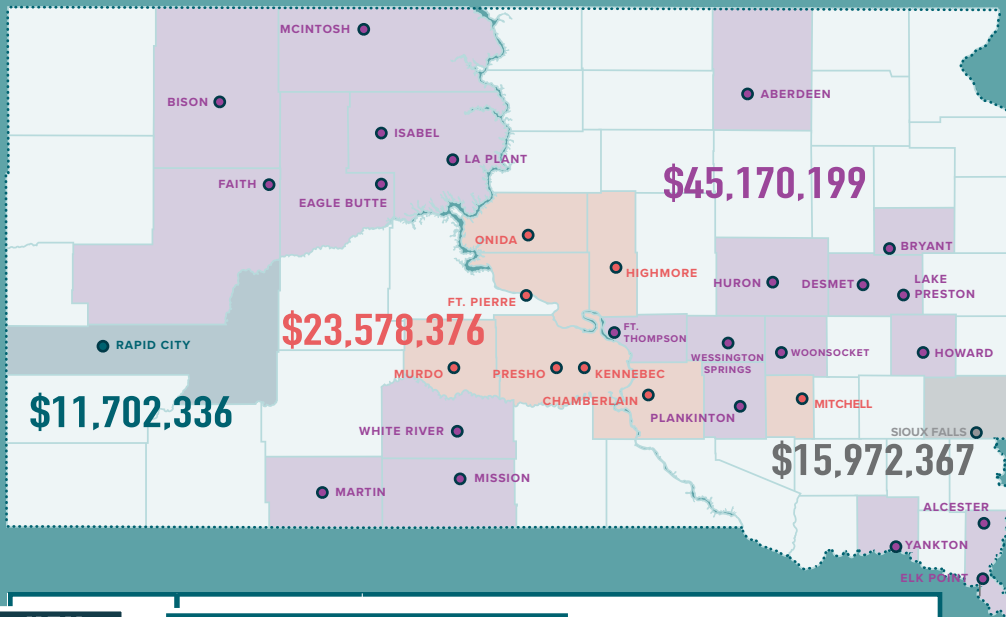 MCINTOSH
ABERDEEN
BISON
ISABEL
LA PLANT
FAITH
EAGLE BUTTE
$45,170,199
ONIDA
BRYANT
HIGHMORE
HURON
DESMET
LAKE
PRESTON
FT. PIERRE
$23,578,376
FT.
THOMPSON
RAPID CITY
WESSINGTON
SPRINGS
WOONSOCKET
HOWARD
MURDO
PRESHO
KENNEBEC
CHAMBERLAIN
MITCHELL
$11,702,336
PLANKINTON
WHITE RIVER
SIOUX FALLS
$15,972,367
MISSION
MARTIN
ALCESTER
YANKTON
ELK POINT